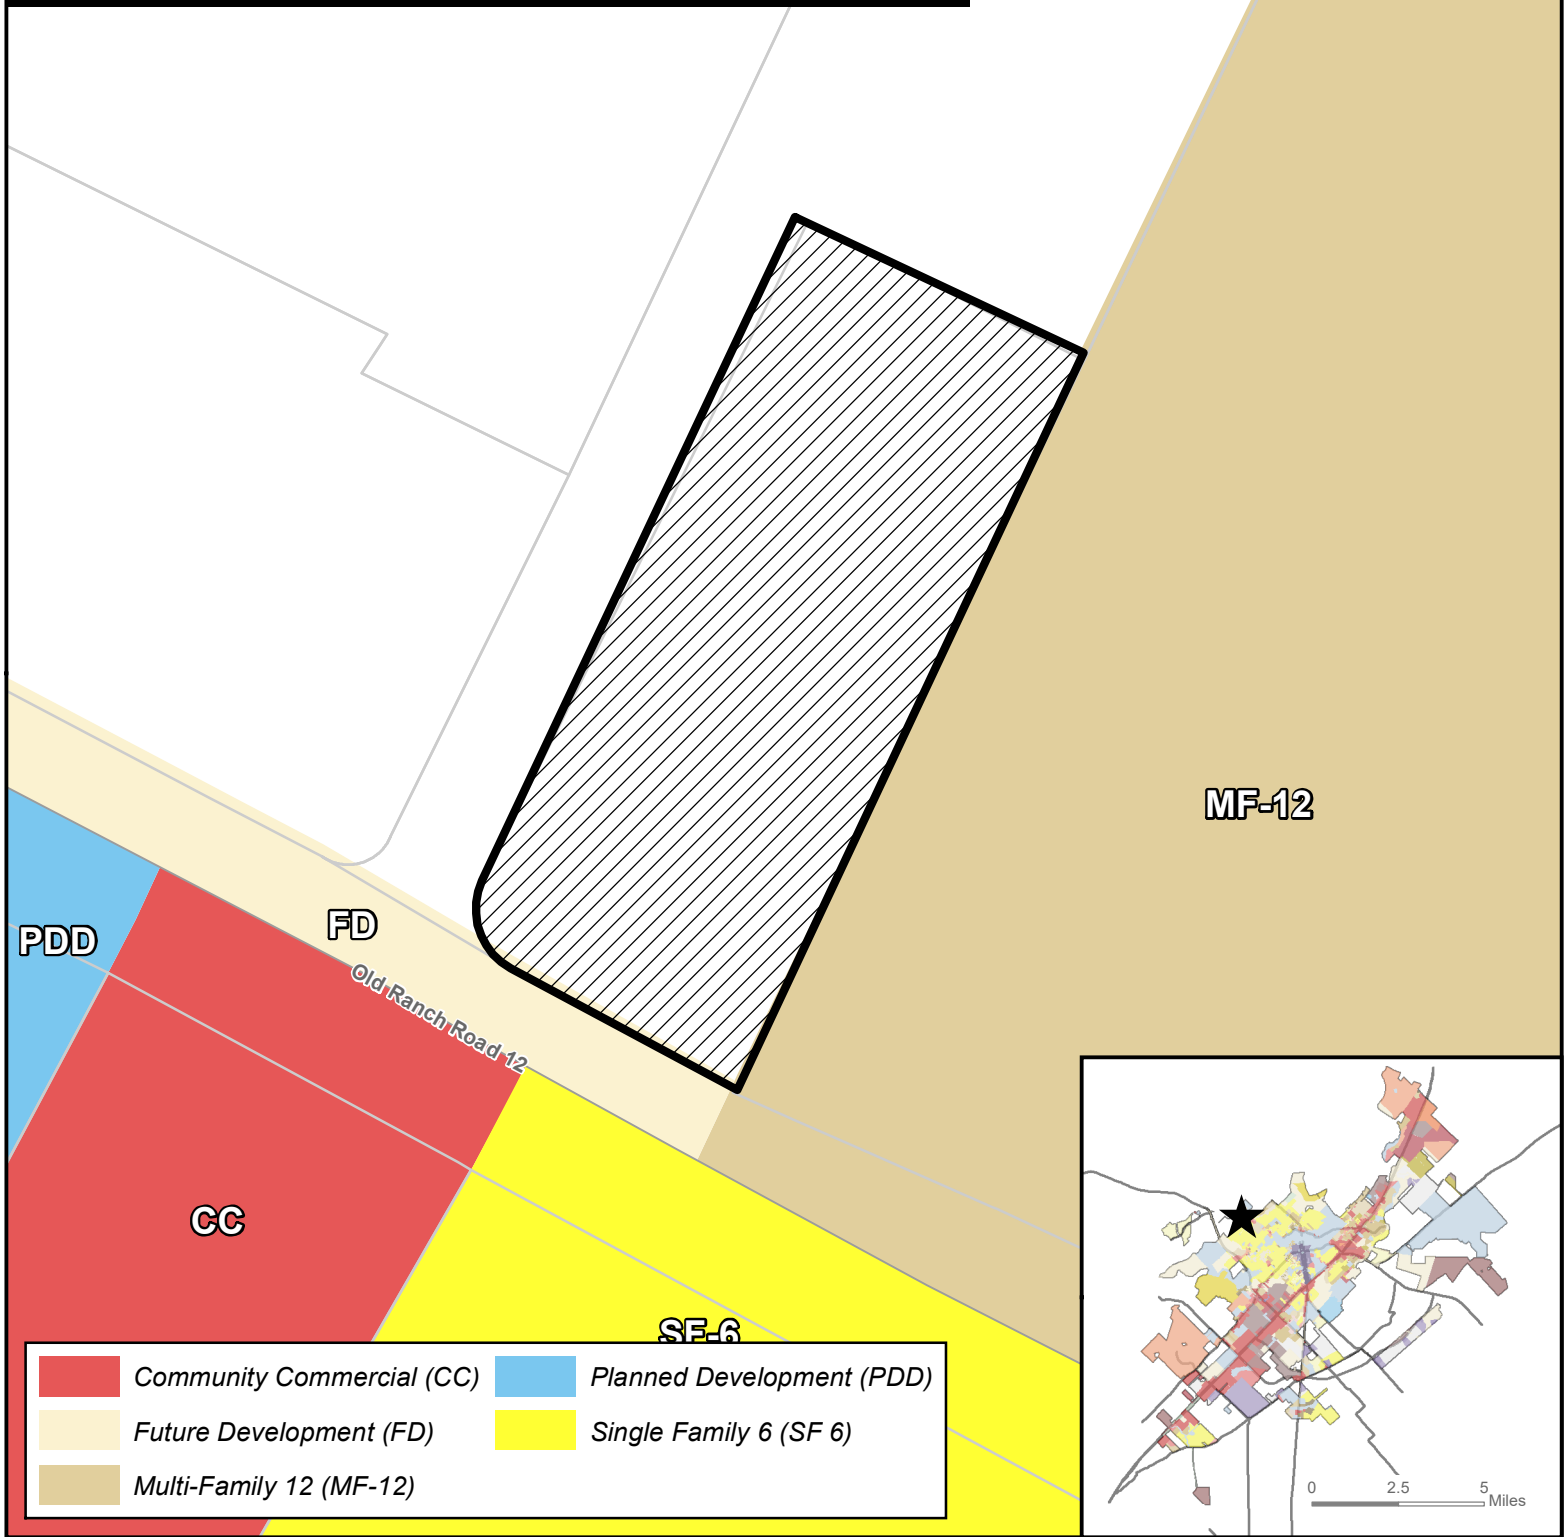 MF-12
FD
PDD
Old Ranch Road 12
CC
SF-6
Community Commercial (CC)
Planned Development (PDD)
Future Development (FD)
Single Family 6 (SF 6)
Multi-Family 12 (MF-12)
0 2.5 5
Miles